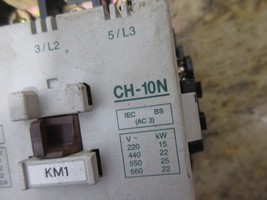 3/L2 5/L3
CH-10N
IEC BS
(AC 3)
V kW
220 15
440 22
550 25
660 22
KM1